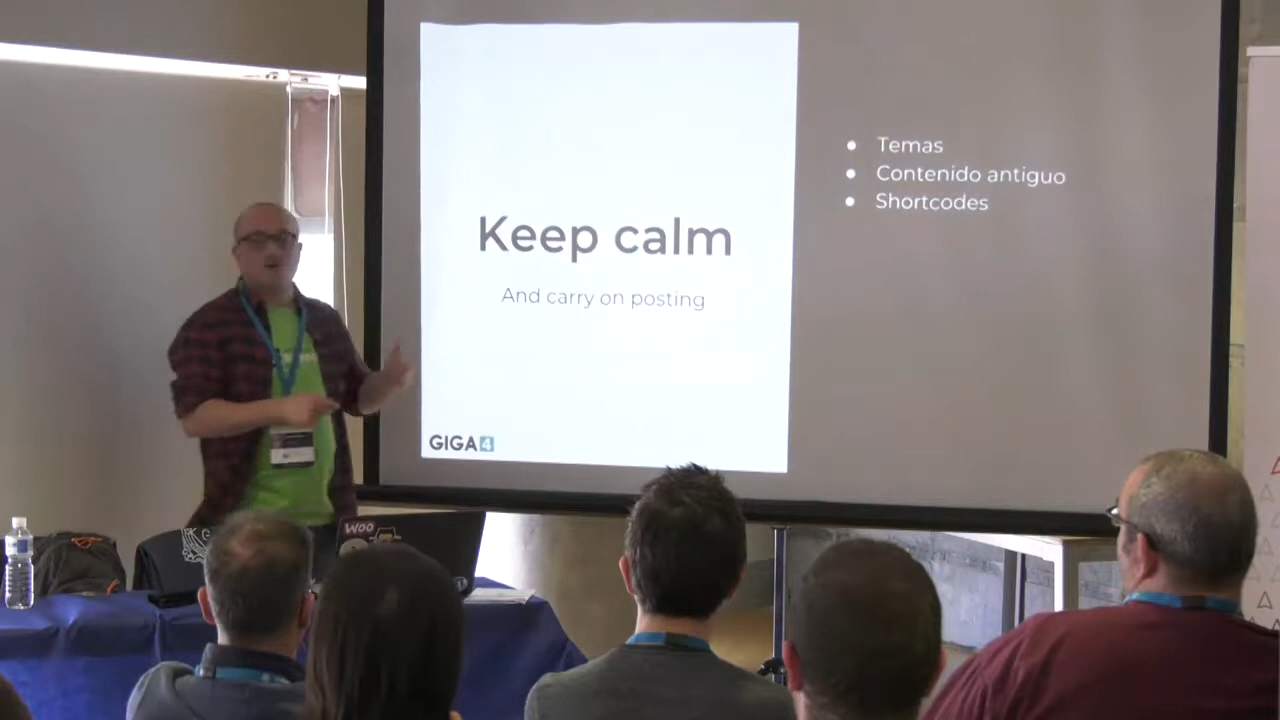 Keep calm
And carry on posting
GIGA4
Temas
Contenido antiguo
Shortcodes
WOO